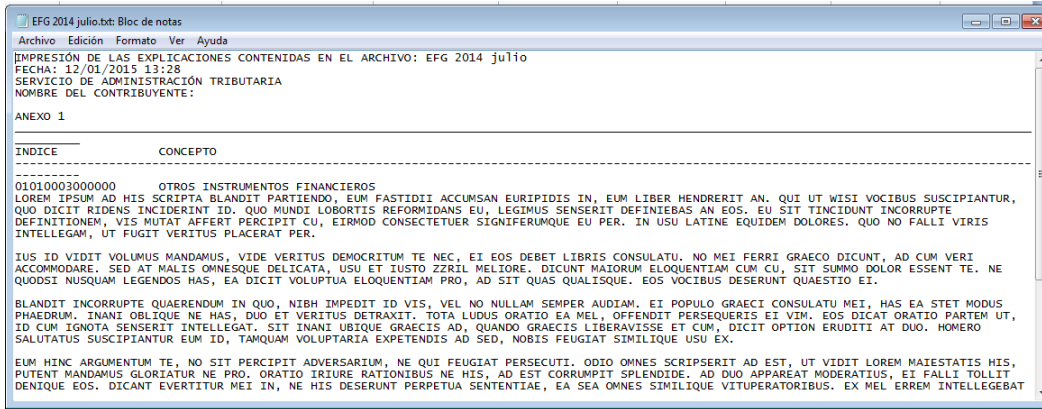 EFG 2014 julio.txt: Bloc de notas
Archivo Edición Formato Ver Ayuda
IMPRESIÓN DE LAS EXPLICACIONES CONTENIDAS EN EL ARCHIVO: EFG 2014 julio
FECHA: 12/01/2015 13:28
SERVICIO DE ADMINISTRACIÓN TRIBUTARIA
NOMBRE DEL CONTRIBUYENTE:
ANEXO 1
INDICE CONCEPTO
01010003000000 OTROS INSTRUMENTOS FINANCIEROS
LOREM IPSUM AD HIS SCRIPTA BLANDIT PARTIENDO, EUM FASTIDII ACCUMSAN EURIPIDIS IN, EUM LIBER HENDRERIT AN. QUI UT WISI VOCIBUS SUSCIPIANTUR,
QUO DICIT RIDENS INCIDERINT ID. QUO MUNDI LOBORTIS REFORMIDANS EU, LEGIMUS SENSERIT DEFINIEBAS AN EOS. EU SIT TINCIDUNT INCORRUPTE
DEFINITIONEM, VIS MUTAT AFFERT PERCIPIT CU, EIRMOD CONSECTETUER SIGNIFERUMQUE EU PER. IN USU LATINE EQUIDEM DOLORES. QUO NO FALLI VIRIS
INTELLEGAM, UT FUGIT VERITUS PLACERAT PER.
IUS ID VIDIT VOLUMUS MANDAMUS, VIDE VERITUS DEMOCRITUM TE NEC, EI EOS DEBET LIBRIS CONSULATU. NO MEI FERRI GRAECO DICUNT, AD CUM VERI
ACCOMMODARE. SED AT MALIS OMNESQUE DELICATA, USU ET IUSTO ZZRIL MELIORE. DICUNT MAIORUM ELOQUENTIAM CUM CU, SIT SUMMO DOLOR ESSENT TE. NE
QUODSI NUSQUAM LEGENDOS HAS, EA DICIT VOLUPTUA ELOQUENTIAM PRO, AD SIT QUAS QUALISQUE. EOS VOCIBUS DESERUNT QUAESTIO EI.
BLANDIT INCORRUPTE QUAERENDUM IN QUO, NIBH IMPEDIT ID VIS, VEL NO NULLAM SEMPER AUDIAM. EI POPULO GRAECI CONSULATU MEI, HAS EA STET MODUS
PHAEDRUM. INANI OBLIQUE NE HAS, DUO ET VERITUS DETRAXIT. TOTA LUDUS ORATIO EA MEL, OFFENDIT PERSEQUERIS EI VIM. EOS DICAT ORATIO PARTEM UT,
ID CUM IGNOTA SENSERIT INTELLEGAT. SIT INANI UBIQUE GRAECIS AD, QUANDO GRAECIS LIBERAVISSE ET CUM, DICIT OPTION ERUDITI AT DUO. HOMERO
SALUTATUS SUSCIPIANTUR EUM ID, TAMQUAM VOLUPTARIA EXPETENDIS AD SED, NOBIS FEUGIAT SIMILIQUE USU EX.
EUM HINC ARGUMENTUM TE, NO SIT PERCIPIT ADVERSARIUM, NE QUI FEUGIAT PERSECUTI. ODIO OMNES SCRIPSERIT AD EST, UT VIDIT LOREM MAIESTATIS HIS,
PUTENT MANDAMUS GLORIATUR NE PRO. ORATIO IRIURE RATIONIBUS NE HIS, AD EST CORRUMPIT SPLENDIDE. AD DUO APPAREAT MODERATIUS, EI FALLI TOLLIT
DENIQUE EOS. DICANT EVERTITUR MEI IN, NE HIS DESERUNT PERPETUA SENTENTIAE, EA SEA OMNES SIMILIQUE VITUPERATORIBUS. EX MEL ERREM INTELLEGEBAT